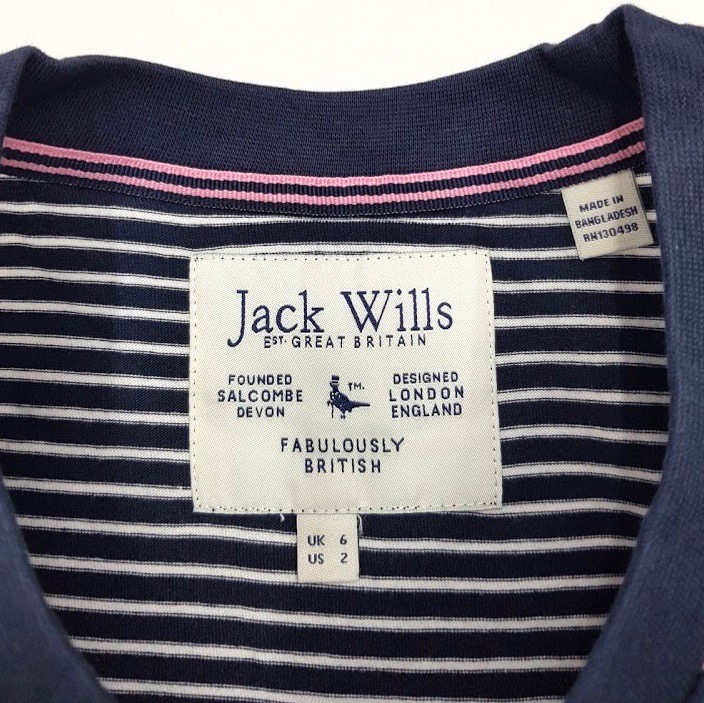 MADE IN
BANGLADESH
RN130498
Jack Wills
EST. GREAT BRITAIN
FOUNDED
SALCOMBE
DEVON
TM.
DESIGNED
LONDON
ENGLAND
FABULOUSLY
BRITISH
UK 6
US 2